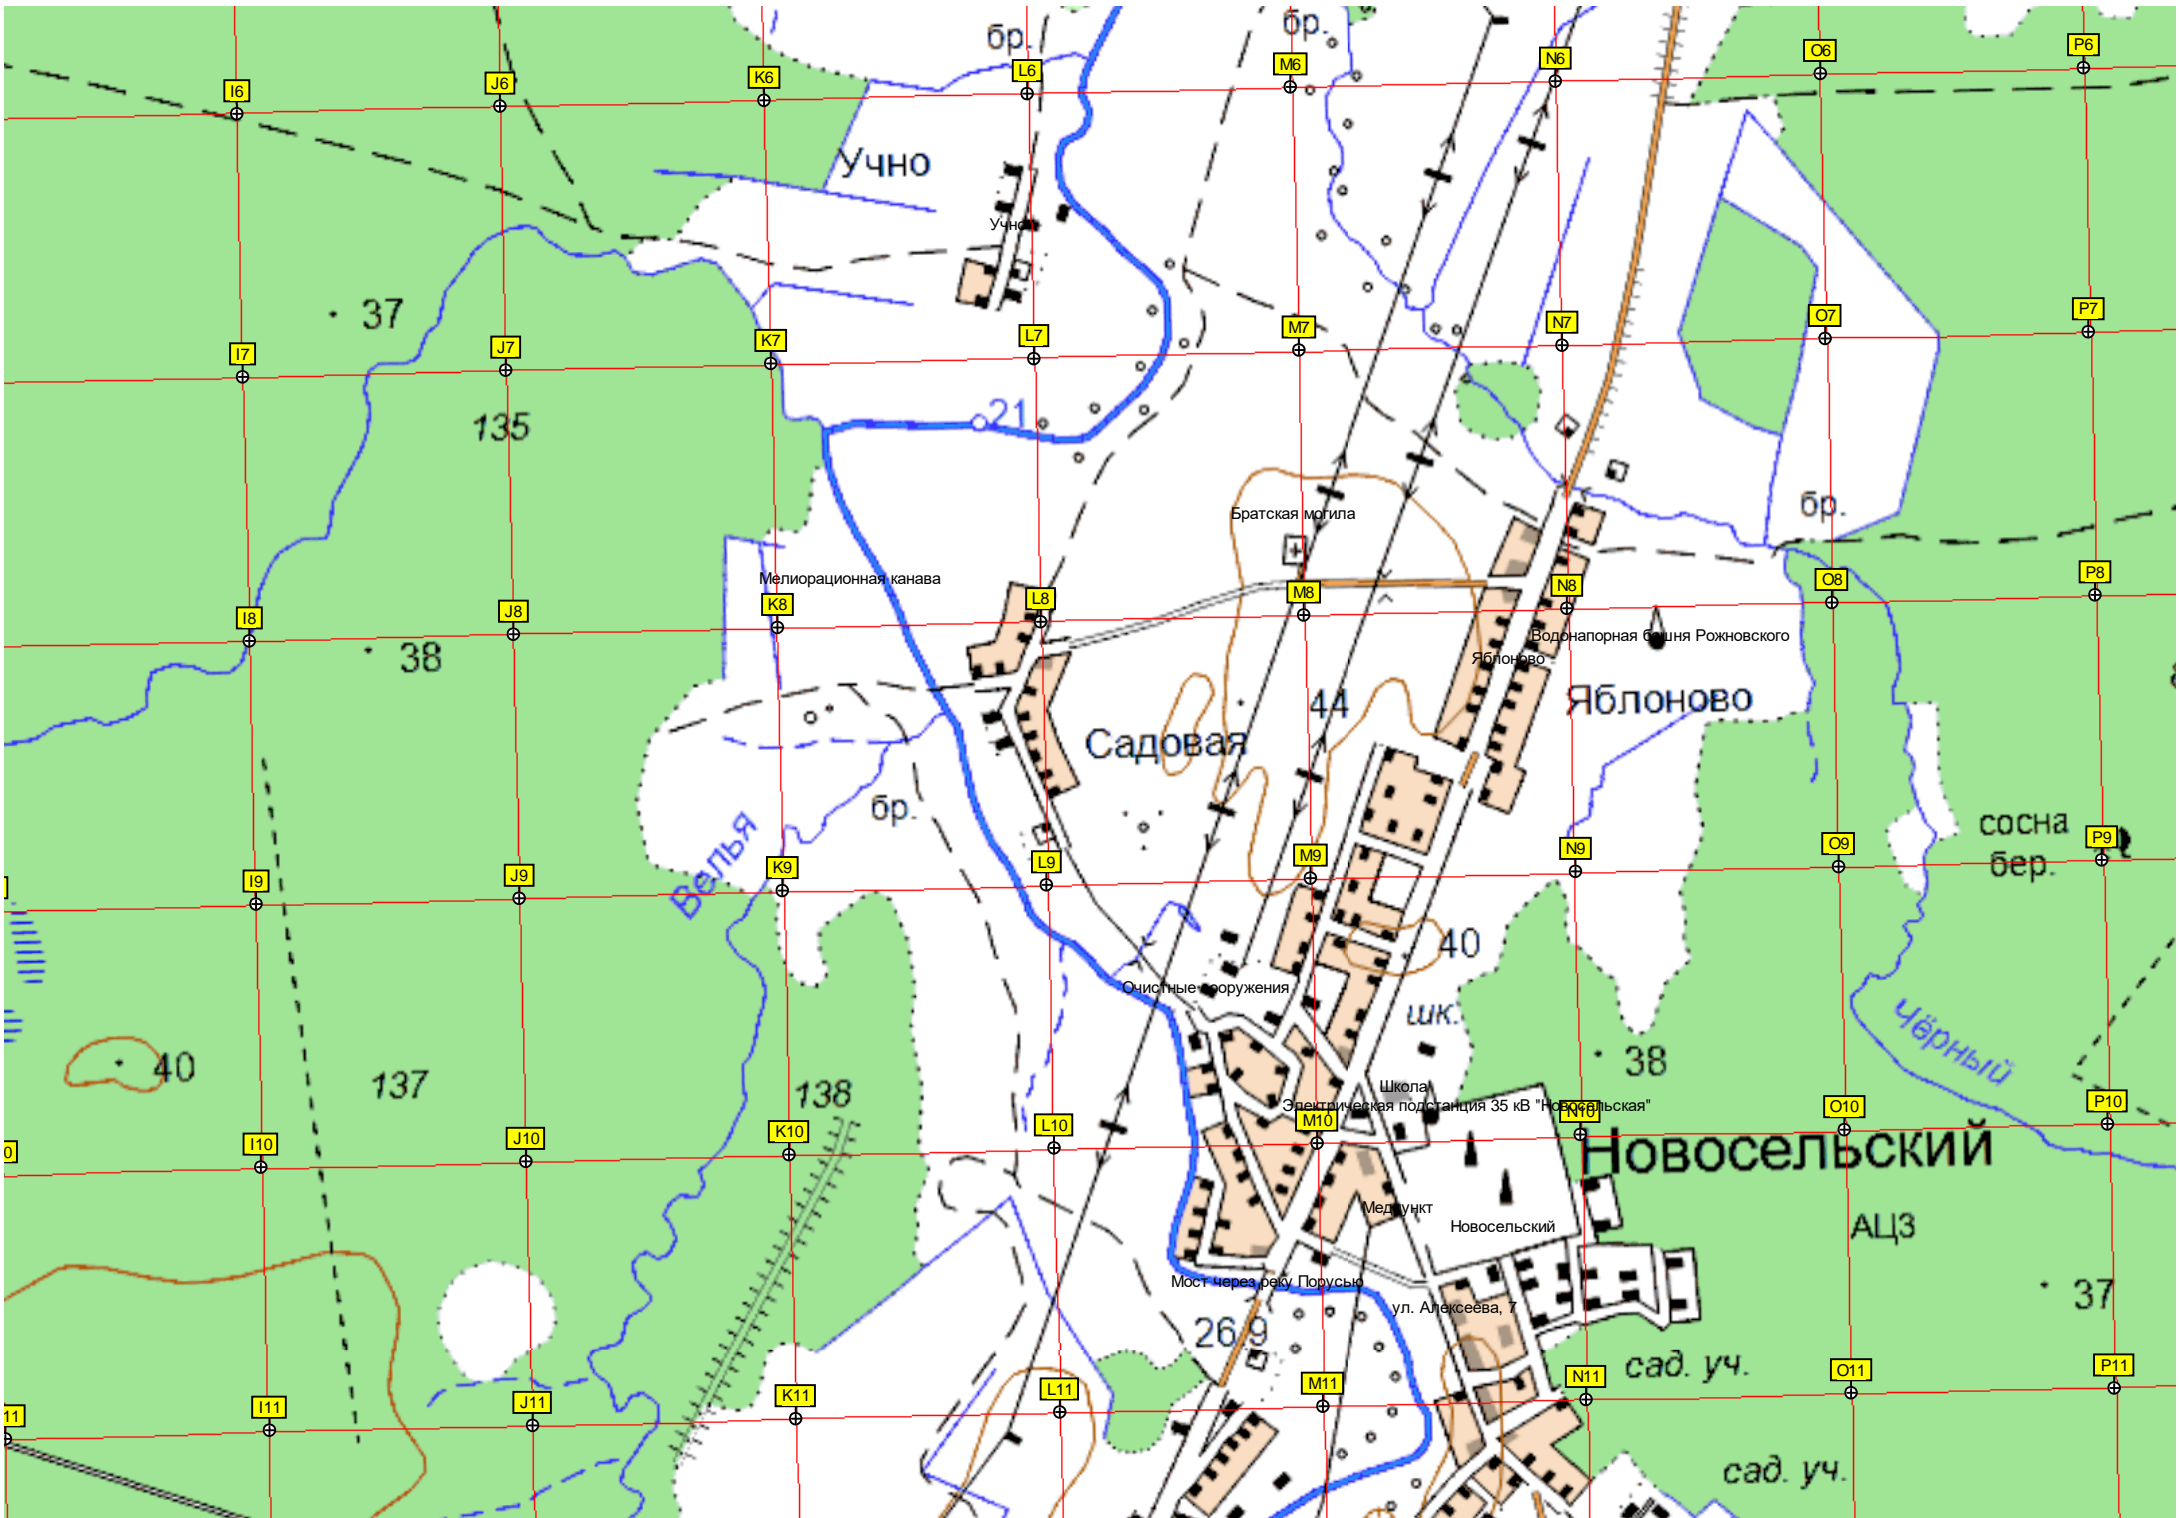 бр.
бр.
I6
J6
K6
L6
M6
N6
O6
P6
Учно
Учно
37
I7
J7
K7
L7
M7
N7
O7
P7
135
21
бр.
Братская могила
Мелиорационная канава
I8
J8
K8
L8
M8
N8
O8
P8
38
Водонапорная башня Рожновского
Яблоново
Яблоново
44
Садовая
бр.
Велья
сосна
бер.
I9
J9
K9
L9
M9
N9
O9
P9
40
Очистные сооружения
шк.
Чёрный
40
137
138
38
Школа
Электрическая подстанция 35 кВ "Новосельская"
0
I10
J10
K10
L10
M10
N10
O10
P10
Новосельский
Медпункт
Новосельский
АЦЗ
Мост через реку Порусью
ул. Алексеева, 7
37
26,9
сад. уч.
11
I11
J11
K11
L11
M11
N11
O11
P11
сад. уч.